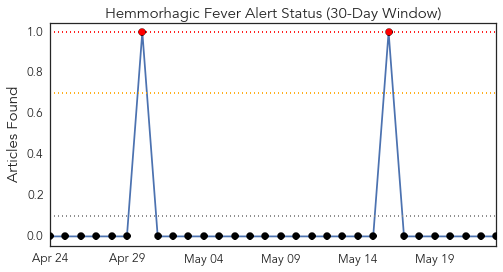 Hemmorhagic Fever Alert Status (30-Day Window)
Articles Found
1.0
0.8
0.6
0.4
0.2
0.0
Apr 24 Apr 29 May 04 May 09 May 14 May 19